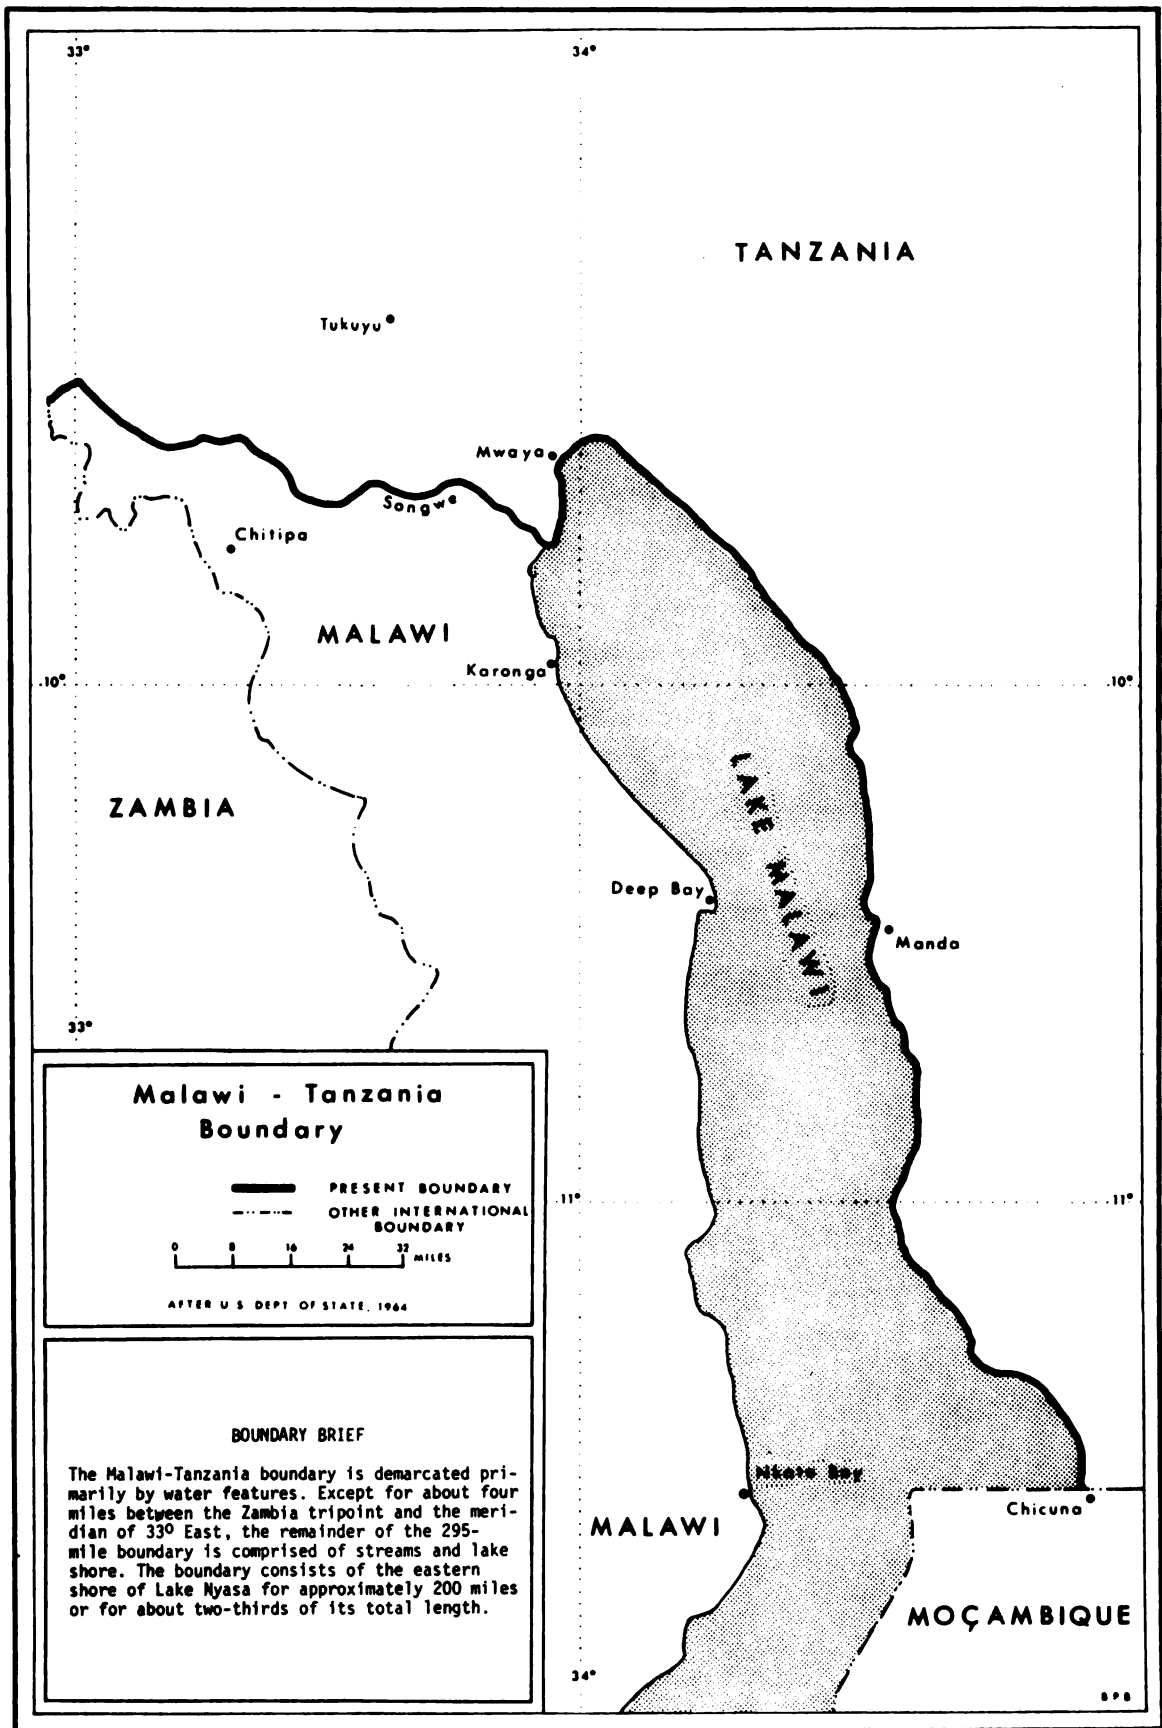 33°
34°
TANZANIA
Tukuyu
Mwaya
Songwe
Chitipa
MALAWI
Karonga
10°
10°
LAKE MALAWI
ZAMBIA
Deep Bay
Manda
33°
Malawi - Tanzania
Boundary
PRESENT BOUNDARY
OTHER INTERNATIONAL
BOUNDARY
0 8 16 24 32
MILES
AFTER U S DEPT OF STATE, 1964
11°
11°
BOUNDARY BRIEF
The Malawi-Tanzania boundary is demarcated pri-
marily by water features. Except for about four
miles between the Zambia tripoint and the meri-
dian of 33° East, the remainder of the 295-
mile boundary is comprised of streams and lake
shore. The boundary consists of the eastern
shore of Lake Nyasa for approximately 200 miles
or for about two-thirds of its total length.
Nkata Bay
Chicuna
MALAWI
MOÇAMBIQUE
34°
BPB